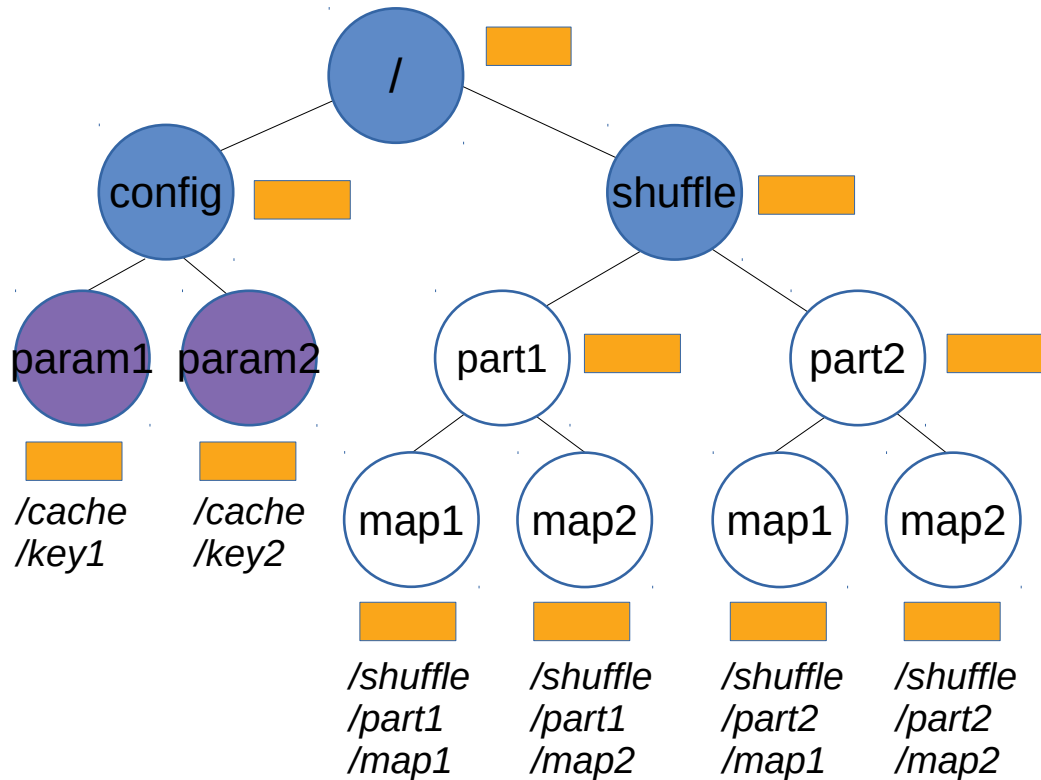 /
config
shuffle
param1
param2
part1
part2
/cache
/key1
/cache
/key2
map1
map2
map1
map2
/shuffle
/part1
/map1
/shuffle
/part1
/map2
/shuffle
/part2
/map1
/shuffle
/part2
/map2